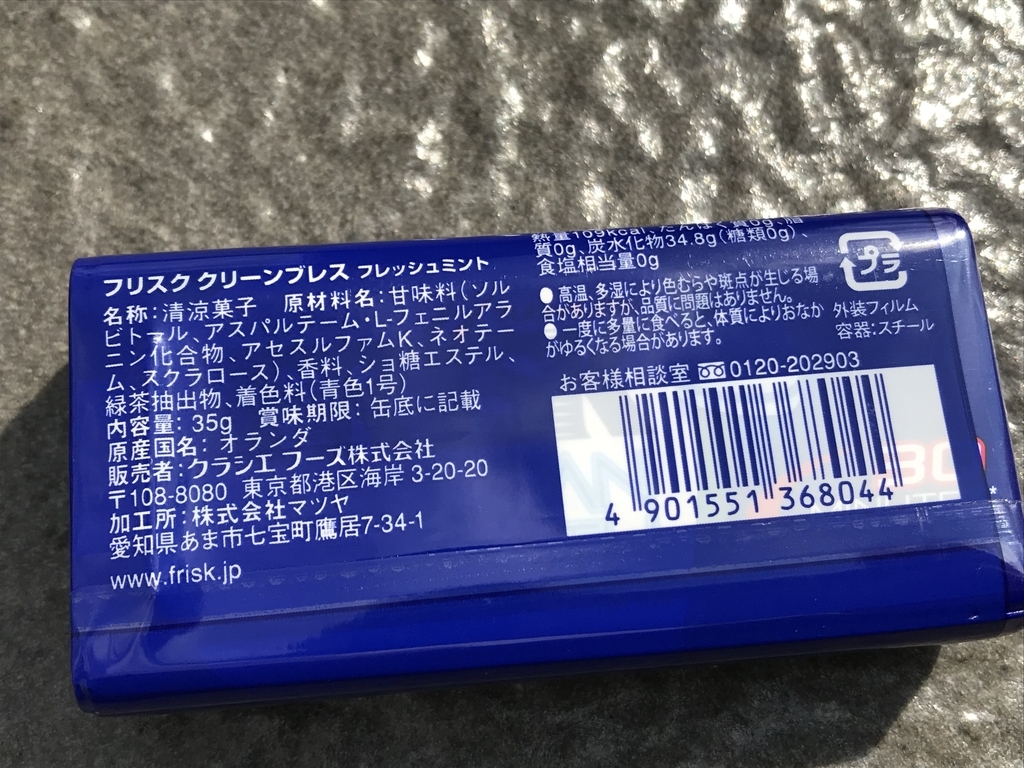 フリスク クリーンブレス フレッシュミント
名称:清涼菓子 原材料名:甘味料(ソル
ビトール、アスパルテーム・L-フェニルアラ
ニン化合物、アセスルファムK、ネオテー
ム、スクラロース)、香料、ショ糖エステル、
緑茶抽出物、着色料(青色1号)
内容量: 35g 賞味期限: 缶底に記載
原産国名: オランダ
販売者: クラシエ フーズ株式会社
〒108-8080 東京都港区海岸 3-20-20
加工所: 株式会社マツヤ
愛知県あま市七宝町鷹居7-34-1
www.frisk.jp
熱量109kcal、たんぱく質0g、脂
質0g、炭水化物34.8g(糖類0g)、
食塩相当量0g
●高温、多湿により色むらや斑点が生じる場
合がありますが、品質に問題はありません。
●一度に多量に食べると、体質によりおなか
がゆるくなる場合があります。
プラ
外装フィルム
容器:スチール
お客様相談室 0120-202903
4 901551 368044